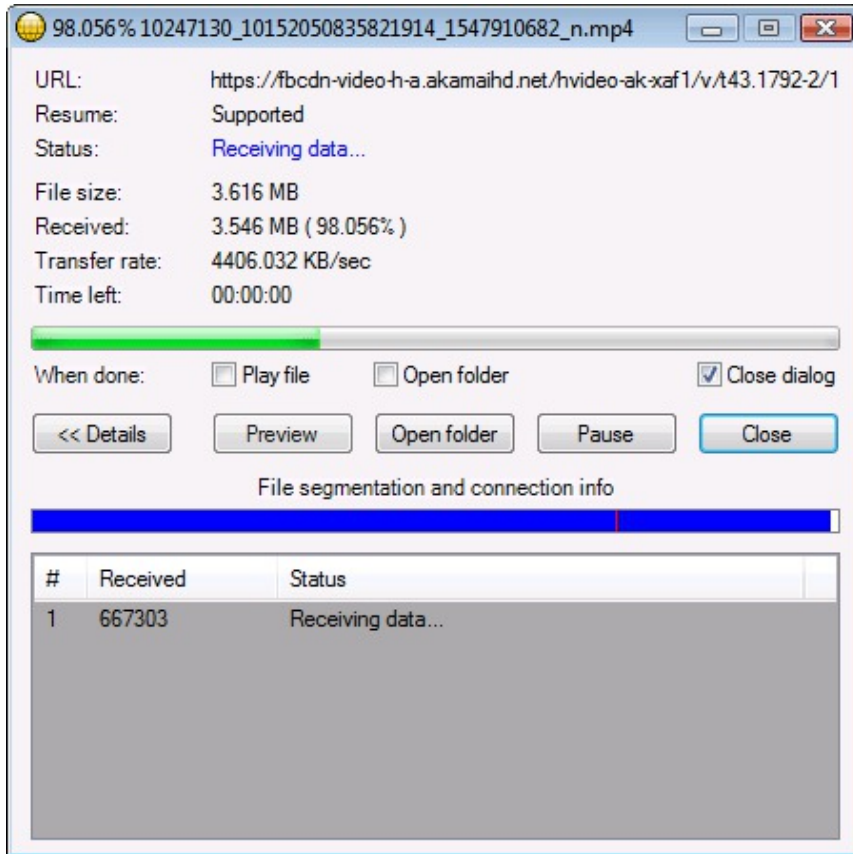 98.056% 10247130_10152050835821914_1547910682_n.mp4
URL: https://fbcdn-video-h-a.akamaihd.net/hvideo-ak-xaf1/v/t43.1792-2/1
Resume: Supported
Status: Receiving data...
File size: 3.616 MB
Received: 3.546 MB ( 98.056% )
Transfer rate: 4406.032 KB/sec
Time left: 00:00:00
When done: Play file Open folder Close dialog
<< Details Preview Open folder Pause Close
File segmentation and connection info
# Received Status
1 667303 Receiving data...